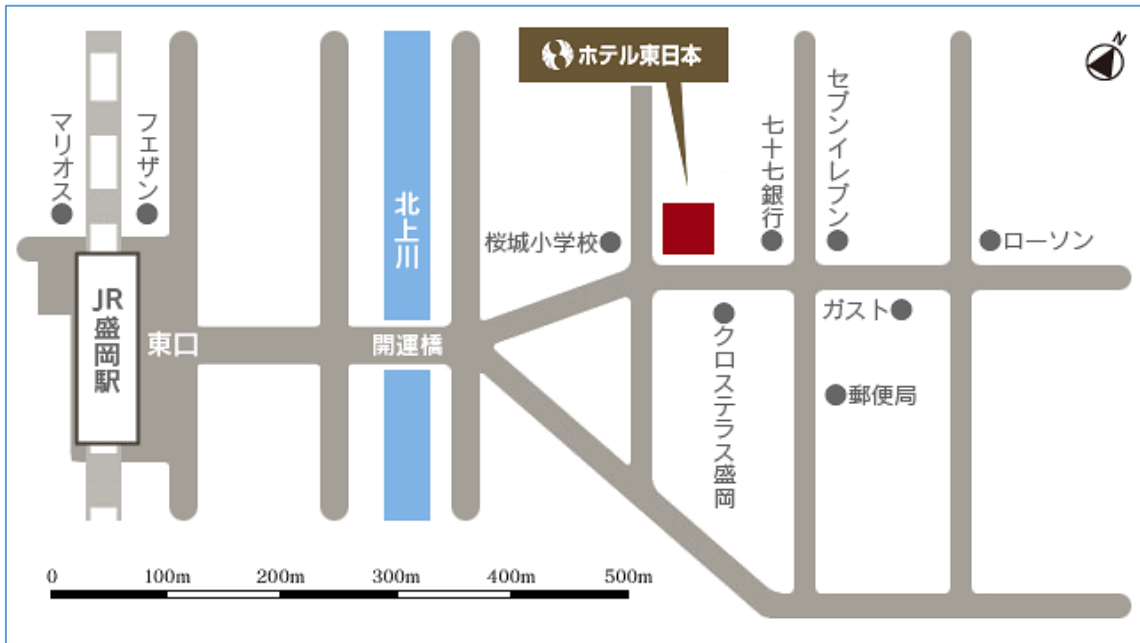 ホテル東日本
N
マリオス
フェザン
北上川
七十七銀行
セブンイレブン
桜城小学校
ローソン
JR
盛岡駅
東口
開運橋
ガスト
クロステラス盛岡
郵便局
0 100m 200m 300m 400m 500m